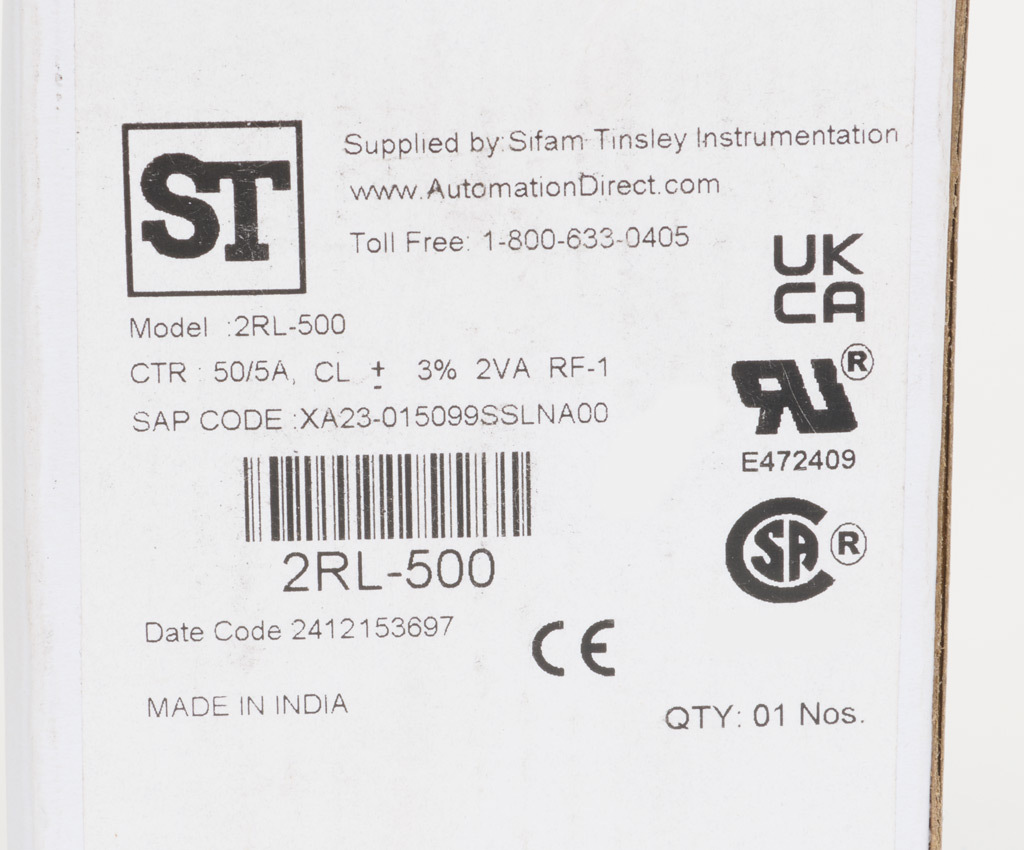 ST
Supplied by: Sifam Tinsley Instrumentation
www.AutomationDirect.com
Toll Free: 1-800-633-0405
UK
CA
Model :2RL-500
CTR : 50/5A, CL ± 3% 2VA RF-1
SAP CODE :XA23-015099SSLNA00
RU ®
E472409
2RL-500
SA ®
Date Code 2412153697
CE
MADE IN INDIA
QTY: 01 Nos.